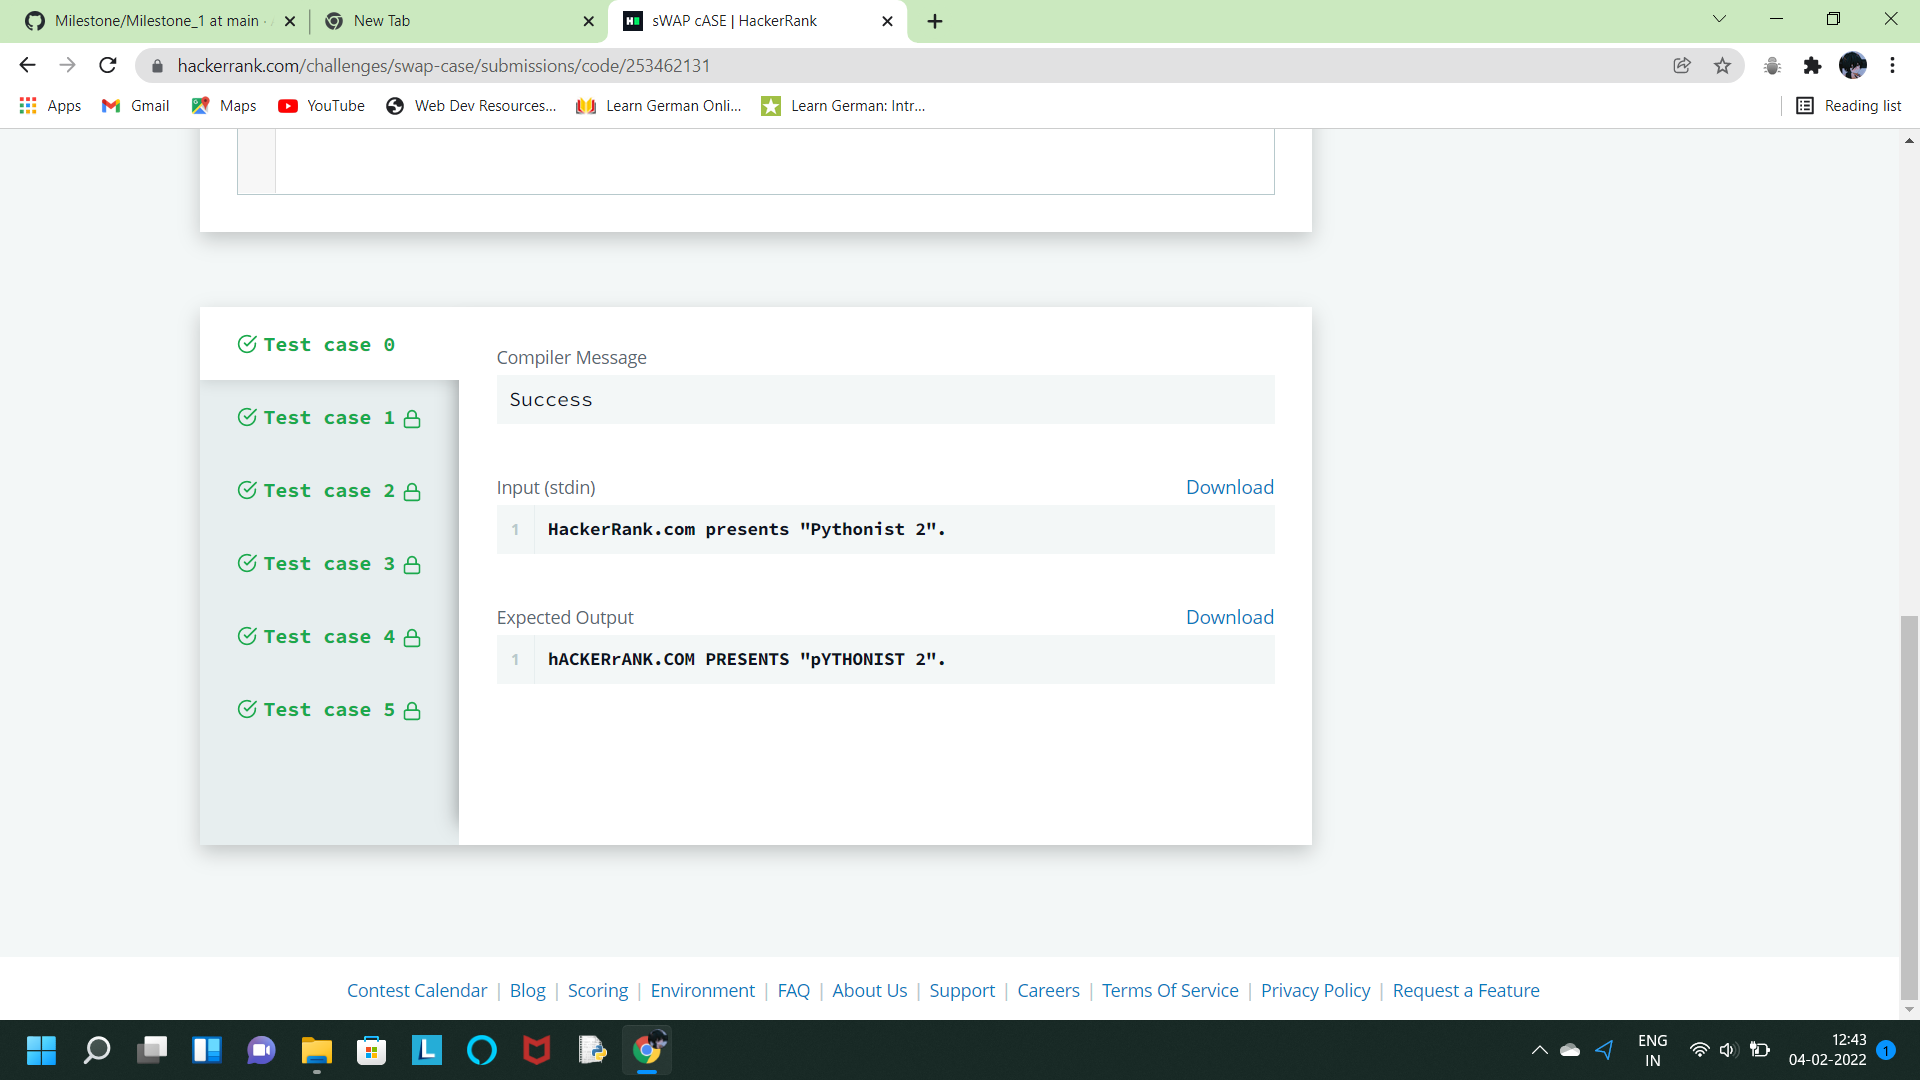 Milestone/Milestone_1 at main ·
New Tab
sWAP cASE | HackerRank
hackerrank.com/challenges/swap-case/submissions/code/253462131
Apps
Gmail
Maps
YouTube
Web Dev Resources...
Learn German Onli...
Learn German: Intr...
Reading list
Test case 0
Test case 1
Test case 2
Test case 3
Test case 4
Test case 5
Compiler Message
Success
Input (stdin)
Download
1 HackerRank.com presents "Pythonist 2".
Expected Output
Download
1 hACKERrANK.COM PRESENTS "pYTHONIST 2".
Contest Calendar | Blog | Scoring | Environment | FAQ | About Us | Support | Careers | Terms Of Service | Privacy Policy | Request a Feature
L
ENG
IN
12:43
04-02-2022
1